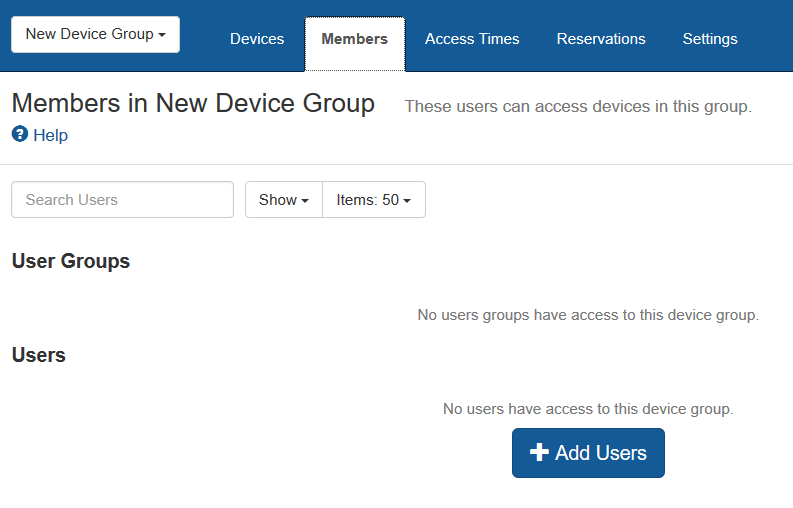 New Device Group
Devices
Members
Access Times
Reservations
Settings
Members in New Device Group
These users can access devices in this group.
Help
Search Users
Show
Items: 50
User Groups
No users groups have access to this device group.
Users
No users have access to this device group.
Add Users